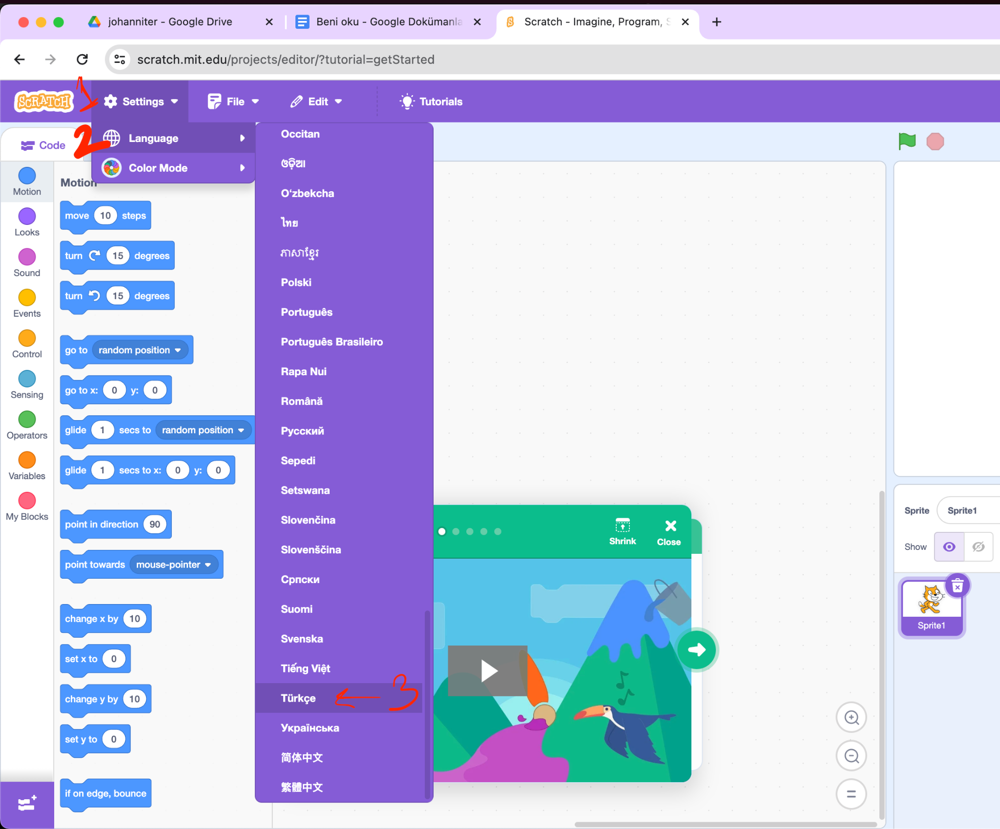 johanniter - Google Drive
Beni oku - Google Dokümanla
Scratch - Imagine, Program, S
scratch.mit.edu/projects/editor/?tutorial=getStarted
1
SCRATCH
Settings
File
Edit
Tutorials
2
Code
Language
Color Mode
Motion
Looks
Sound
Events
Control
Sensing
Operators
Variables
My Blocks
Motion
move 10 steps
turn 15 degrees
turn 15 degrees
go to random position
go to x: 0 y: 0
glide 1 secs to random position
glide 1 secs to x: 0 y: 0
point in direction 90
point towards mouse-pointer
change x by 10
set x to 0
change y by 10
set y to 0
if on edge, bounce
Occitan
ଓଡ଼ିଆ
Oʻzbekcha
ไทย
ភាសាខ្មែរ
Polski
Português
Português Brasileiro
Rapa Nui
Română
Русский
Sepedi
Setswana
Slovenčina
Slovenščina
Српски
Suomi
Svenska
Tiếng Việt
Türkçe
3
Українська
简体中文
繁體中文
Shrink
Close
Sprite
Sprite1
Show
Sprite1